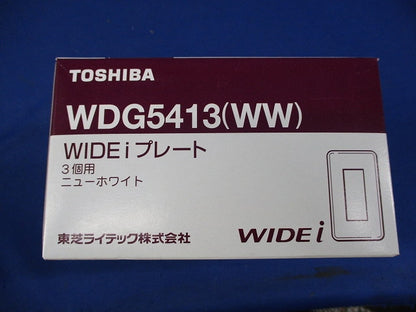 TOSHIBA
WDG5413(WW)
WIDEiプレート
3個用
ニューホワイト
東芝ライテック株式会社
WIDE i